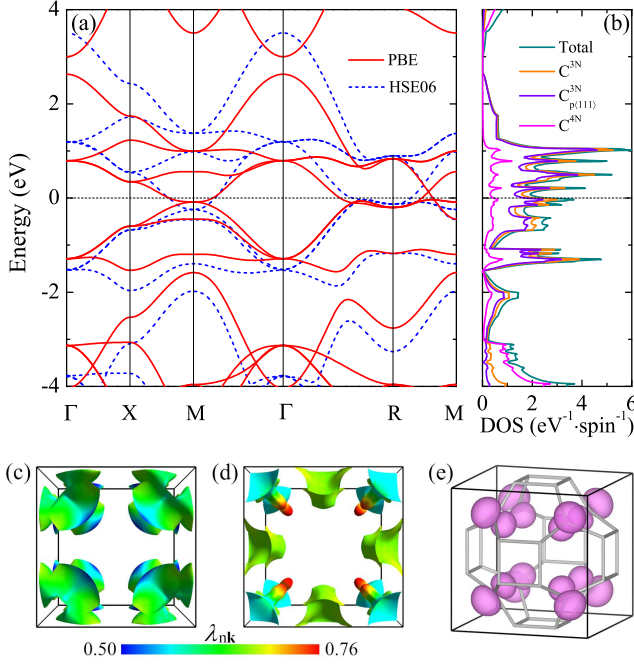 (a)
PBE
HSE06
Energy (eV)
4
2
0
−2
−4
Γ X M Γ R M
(b)
Total
C³ᴺ
C³ᴺp⟨111⟩
C⁴ᴺ
0 2 4 6
DOS (eV⁻¹·spin⁻¹)
(c)
(d)
(e)
λnk
0.50
0.76